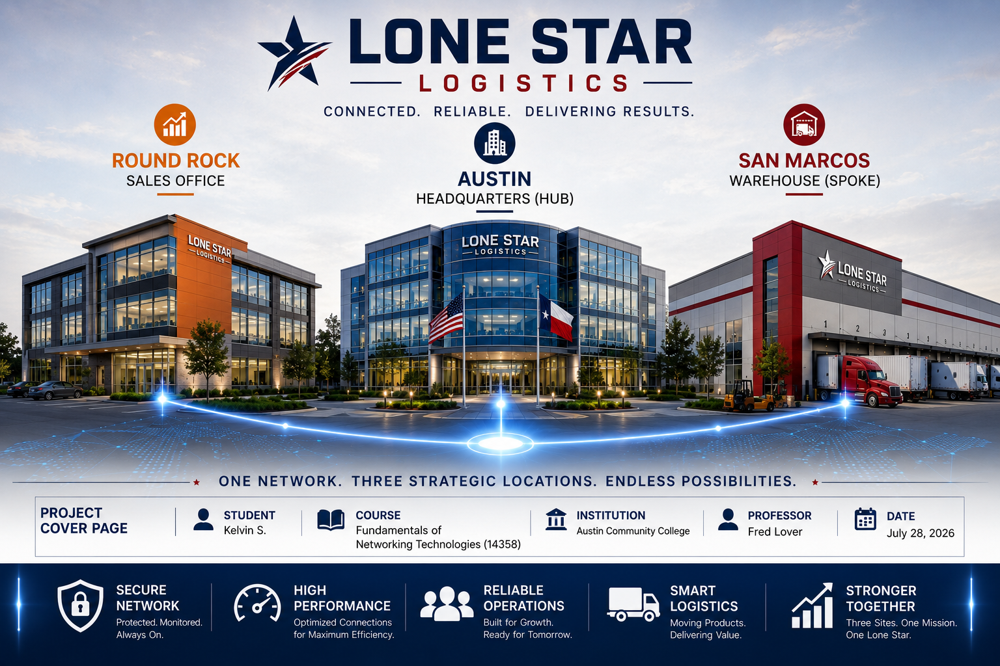 LONE STAR
LOGISTICS
CONNECTED. RELIABLE. DELIVERING RESULTS.
ROUND ROCK
SALES OFFICE
AUSTIN
HEADQUARTERS (HUB)
SAN MARCOS
WAREHOUSE (SPOKE)
LONE STAR
LOGISTICS
LONE STAR
LOGISTICS
LONE STAR
LOGISTICS
1 2
ONE NETWORK. THREE STRATEGIC LOCATIONS. ENDLESS POSSIBILITIES.
PROJECT
COVER PAGE
STUDENT
Kelvin S.
COURSE
Fundamentals of
Networking Technologies (14358)
INSTITUTION
Austin Community College
PROFESSOR
Fred Lover
DATE
July 28, 2026
SECURE
NETWORK
Protected. Monitored.
Always On.
HIGH
PERFORMANCE
Optimized Connections
for Maximum Efficiency.
RELIABLE
OPERATIONS
Built for Growth.
Ready for Tomorrow.
SMART
LOGISTICS
Moving Products.
Delivering Value.
STRONGER
TOGETHER
Three Sites. One Mission.
One Lone Star.